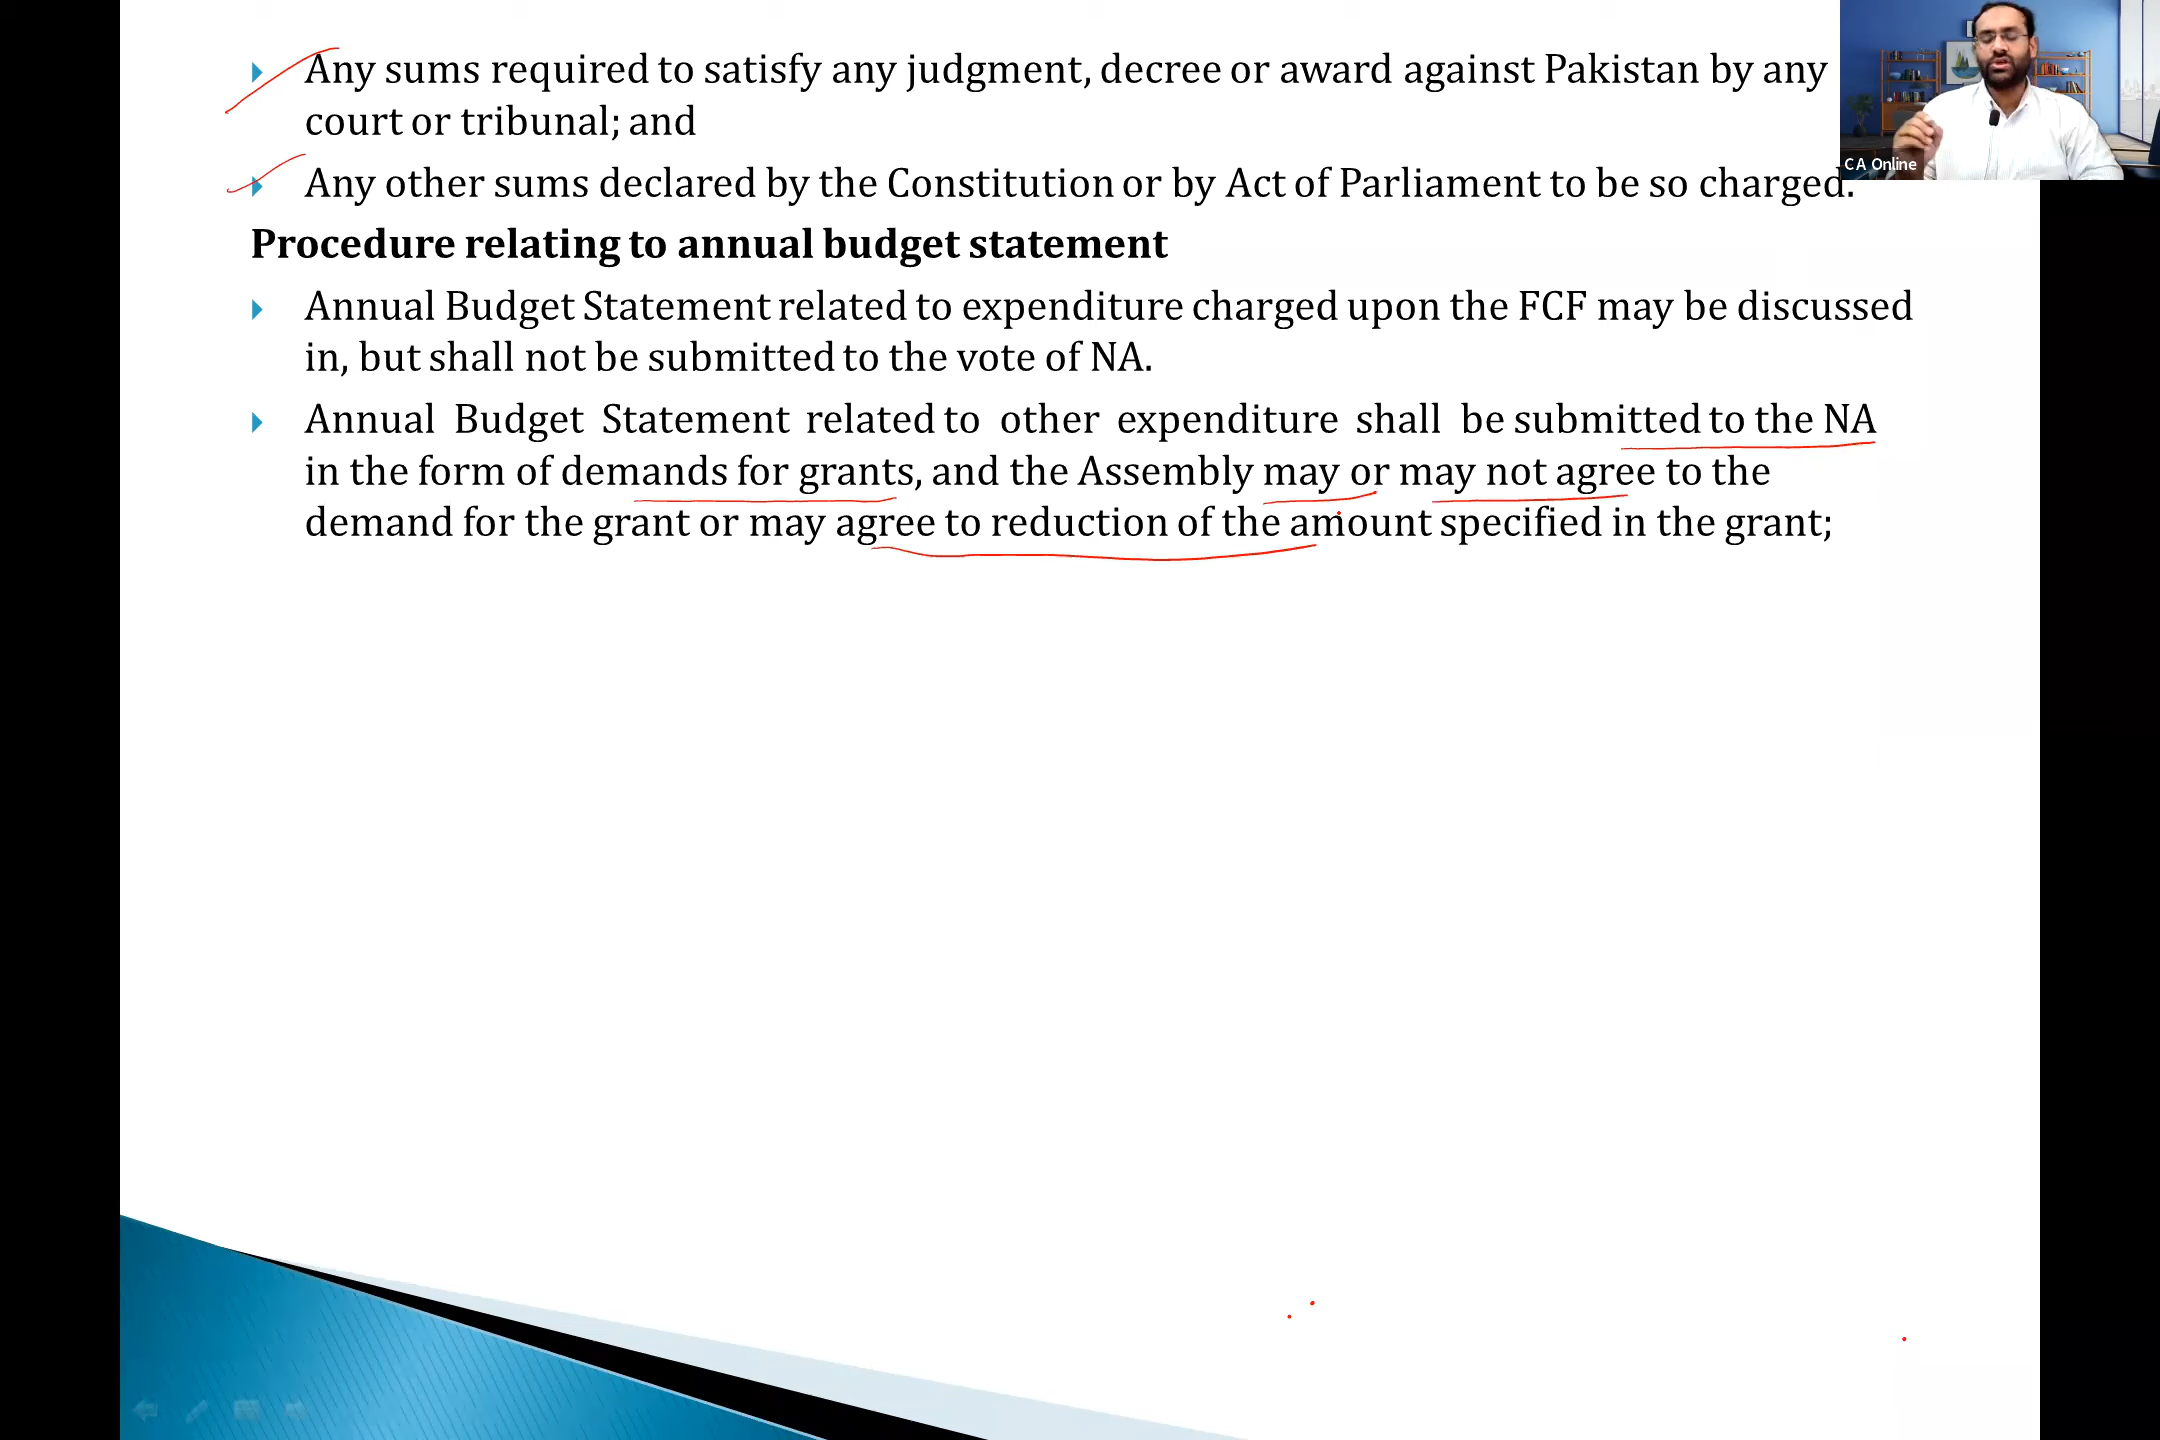 Any sums required to satisfy any judgment, decree or award against Pakistan by any
court or tribunal; and
Any other sums declared by the Constitution or by Act of Parliament to be so charged.
CA Online
Procedure relating to annual budget statement
Annual Budget Statement related to expenditure charged upon the FCF may be discussed
in, but shall not be submitted to the vote of NA.
Annual Budget Statement related to other expenditure shall be submitted to the NA
in the form of demands for grants, and the Assembly may or may not agree to the
demand for the grant or may agree to reduction of the amount specified in the grant;